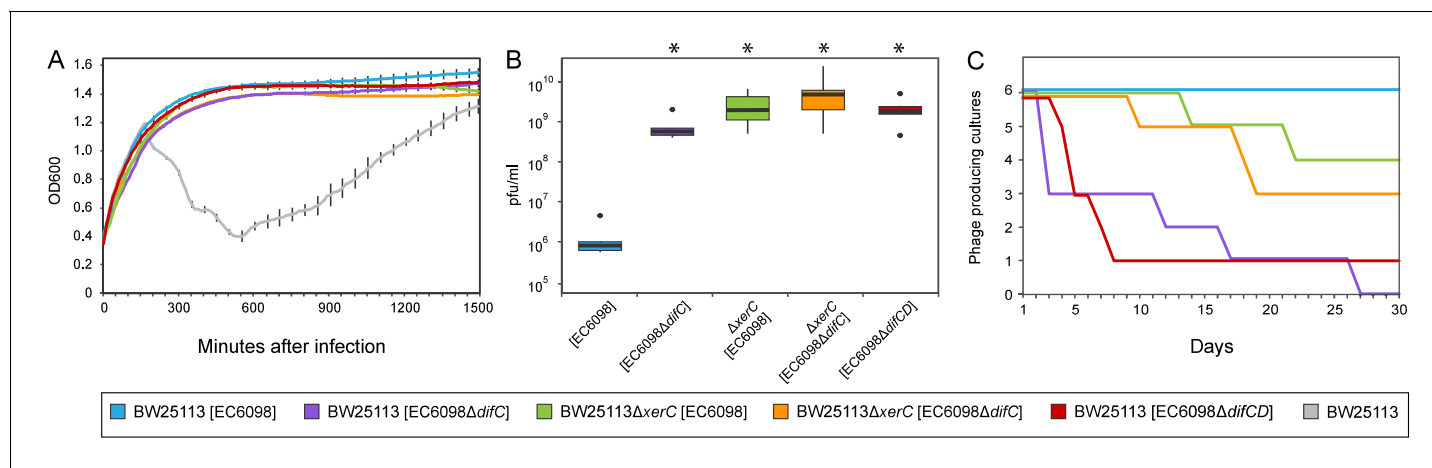 A
OD600
1.6
1.4
1.2
1.0
0.8
0.6
0.4
0.2
0
0 300 600 900 1200 1500
Minutes after infection
B
* * * *
pfu/ml
10^10
10^9
10^8
10^7
10^6
10^5
[EC6098]
[EC6098ΔdifC]
ΔxerC
[EC6098]
ΔxerC
[EC6098ΔdifC]
[EC6098ΔdifCD]
C
Phage producing cultures
6
5
4
3
2
1
0
1 5 10 15 20 25 30
Days
BW25113 [EC6098] BW25113 [EC6098ΔdifC] BW25113ΔxerC [EC6098] BW25113ΔxerC [EC6098ΔdifC] BW25113 [EC6098ΔdifCD] BW25113